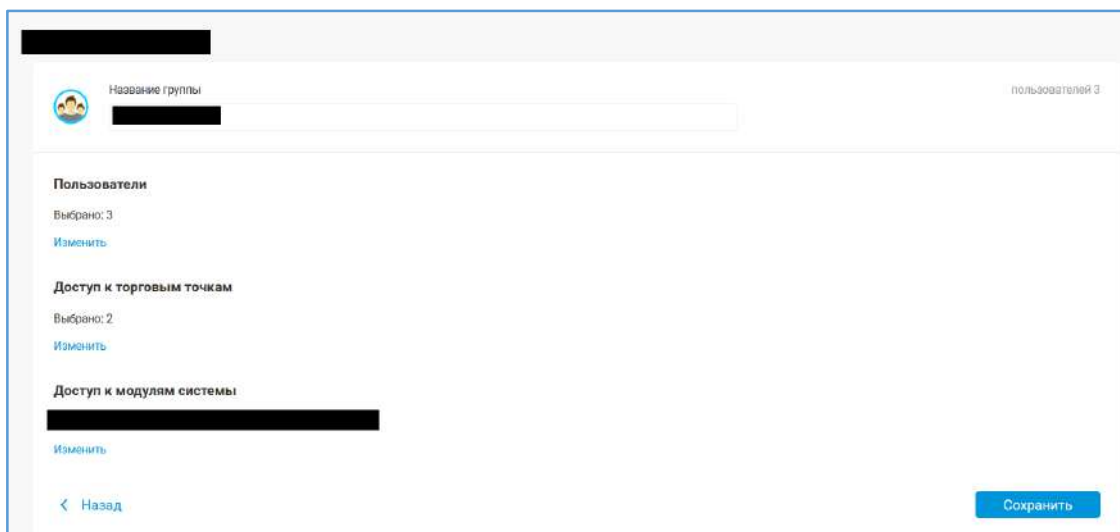 Название группы
пользователей 3
Пользователи
Выбрано: 3
Изменить
Доступ к торговым точкам
Выбрано: 2
Изменить
Доступ к модулям системы
Изменить
Назад
Сохранить